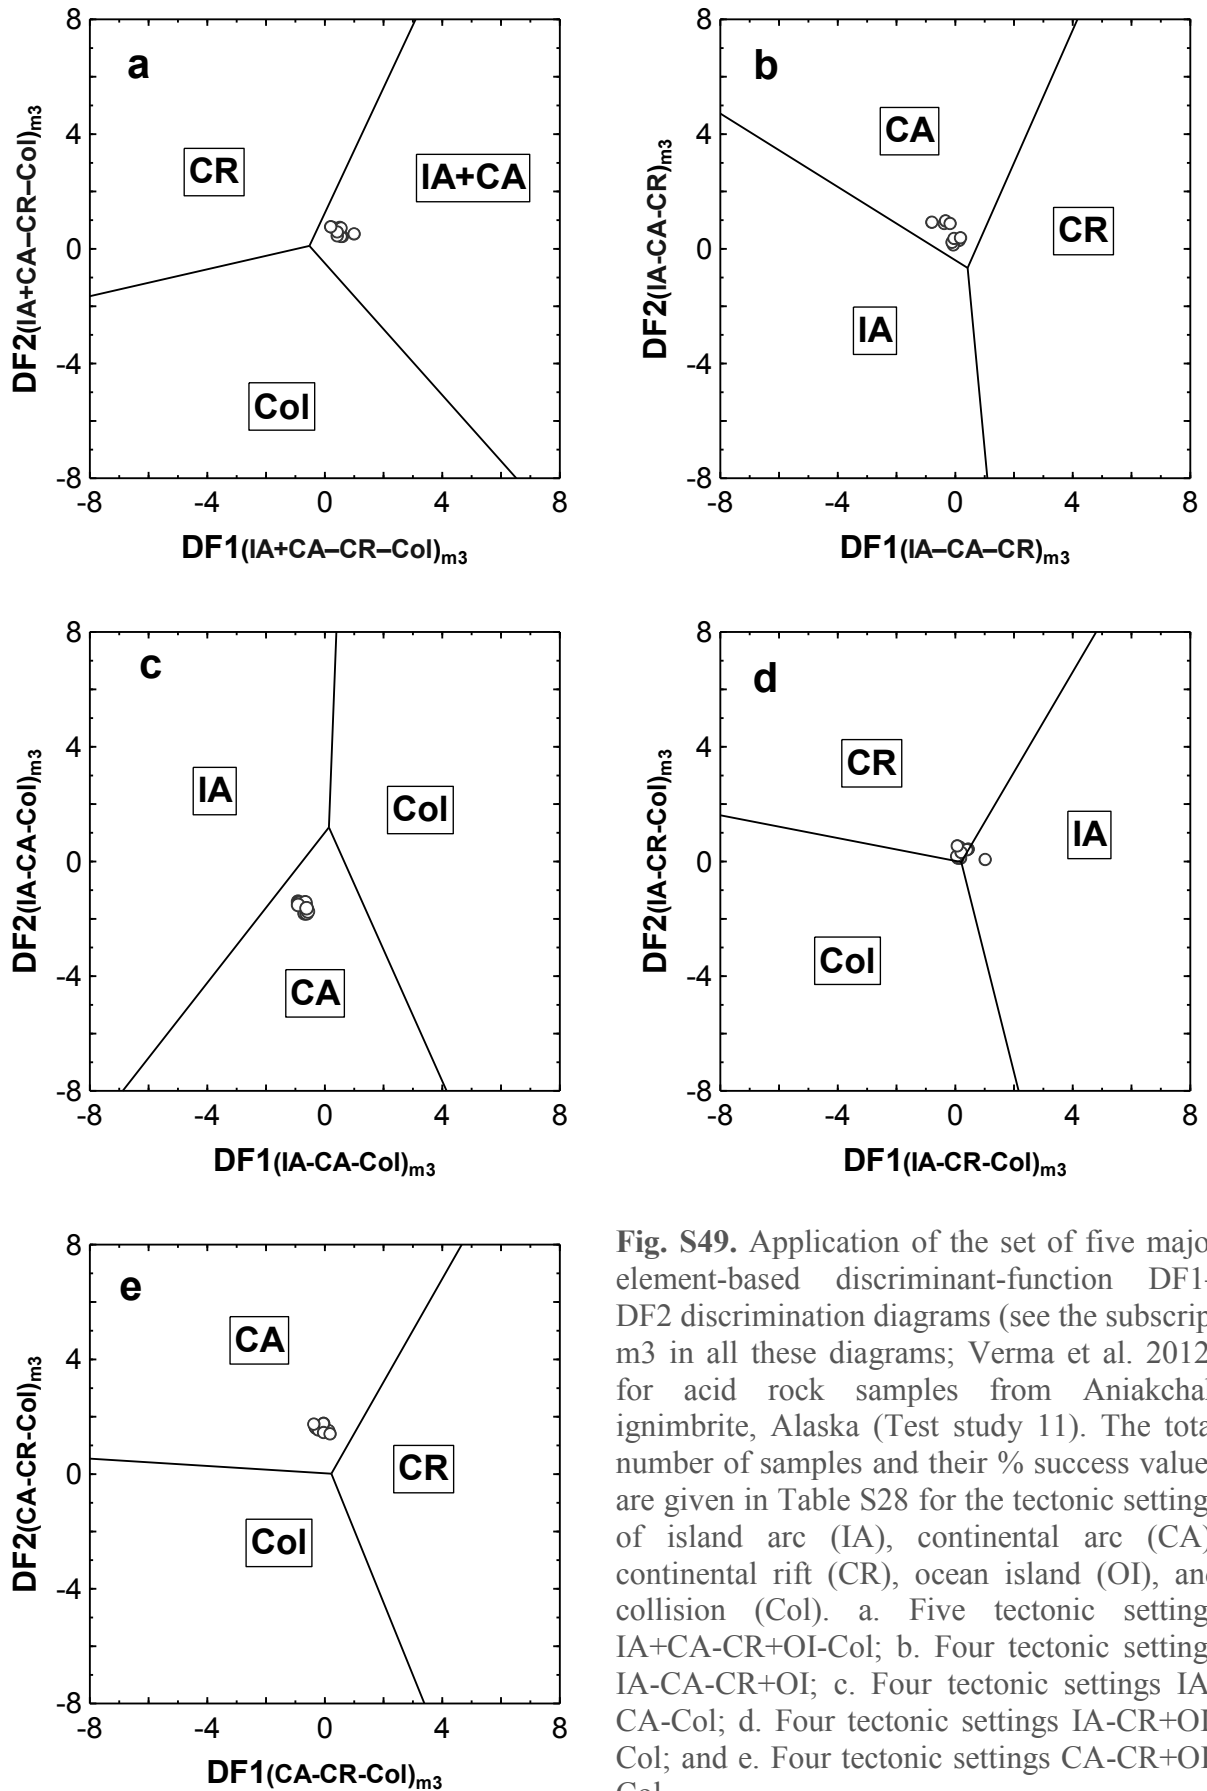 8
4
0
-4
-8
-8 -4 0 4 8
a
CR
IA+CA
Col
DF2(IA+CA–CR–Col)m3
DF1(IA+CA–CR–Col)m3
8
4
0
-4
-8
-8 -4 0 4 8
b
CA
CR
IA
DF2(IA-CA-CR)m3
DF1(IA–CA–CR)m3
8
4
0
-4
-8
-8 -4 0 4 8
c
IA
Col
CA
DF2(IA-CA-Col)m3
DF1(IA-CA-Col)m3
8
4
0
-4
-8
-8 -4 0 4 8
d
CR
IA
Col
DF2(IA-CR-Col)m3
DF1(IA-CR-Col)m3
8
4
0
-4
-8
-8 -4 0 4 8
e
CA
CR
Col
DF2(CA-CR-Col)m3
DF1(CA-CR-Col)m3
Fig. S49. Application of the set of five majo
element-based discriminant-function DF1-
DF2 discrimination diagrams (see the subscrip
m3 in all these diagrams; Verma et al. 2012
for acid rock samples from Aniakchal
ignimbrite, Alaska (Test study 11). The tota
number of samples and their % success value
are given in Table S28 for the tectonic setting
of island arc (IA), continental arc (CA)
continental rift (CR), ocean island (OI), and
collision (Col). a. Five tectonic setting
IA+CA-CR+OI-Col; b. Four tectonic setting
IA-CA-CR+OI; c. Four tectonic settings IA
CA-Col; d. Four tectonic settings IA-CR+OI
Col; and e. Four tectonic settings CA-CR+OI